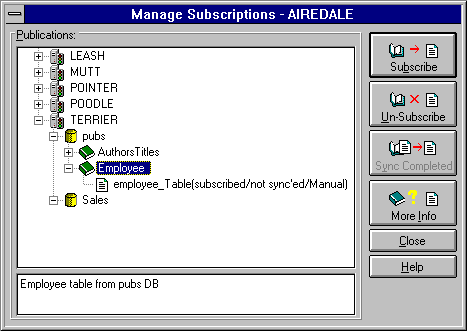 Manage Subscriptions - AIREDALE
Publications:
LEASH
MUTT
POINTER
POODLE
TERRIER
pubs
AuthorsTitles
Employee
employee_Table(subscribed/not sync'ed/Manual)
Sales
Employee table from pubs DB
Subscribe
Un-Subscribe
Sync Completed
More Info
Close
Help